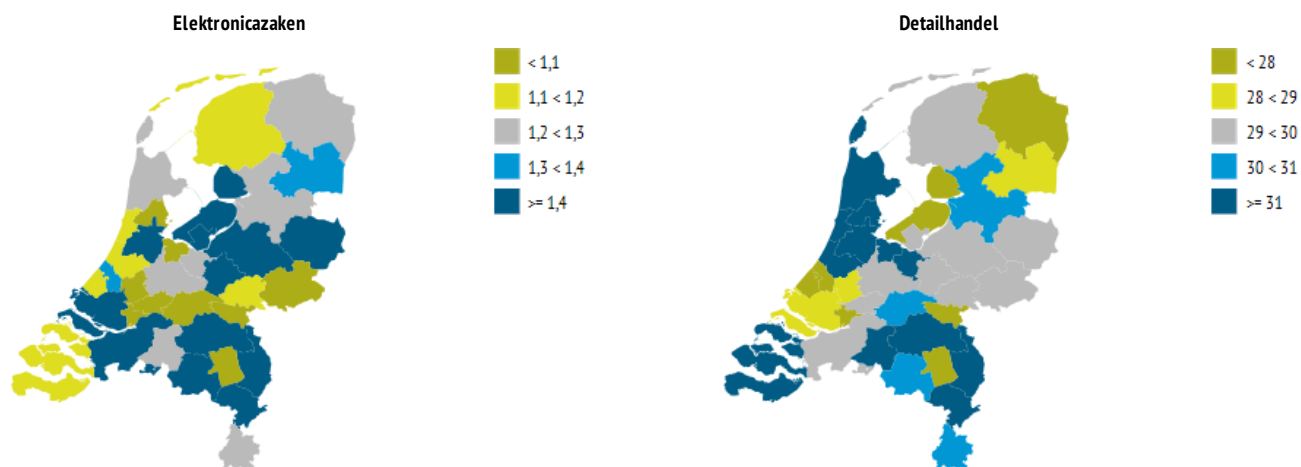 Elektronicazaken
< 1,1
1,1 < 1,2
1,2 < 1,3
1,3 < 1,4
>= 1,4
Detailhandel
< 28
28 < 29
29 < 30
30 < 31
>= 31